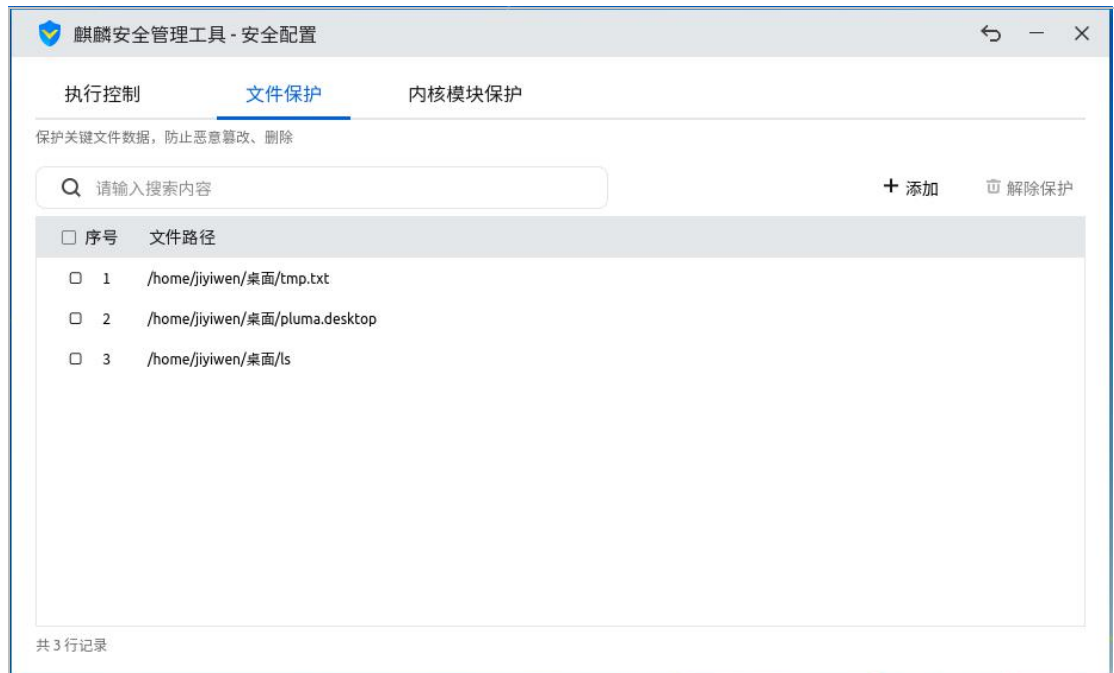 麒麟安全管理工具 - 安全配置
执行控制 文件保护 内核模块保护
保护关键文件数据，防止恶意篡改、删除
请输入搜索内容 添加 解除保护
序号 文件路径
1 /home/jiyiwen/桌面/tmp.txt
2 /home/jiyiwen/桌面/pluma.desktop
3 /home/jiyiwen/桌面/ls
共 3 行记录